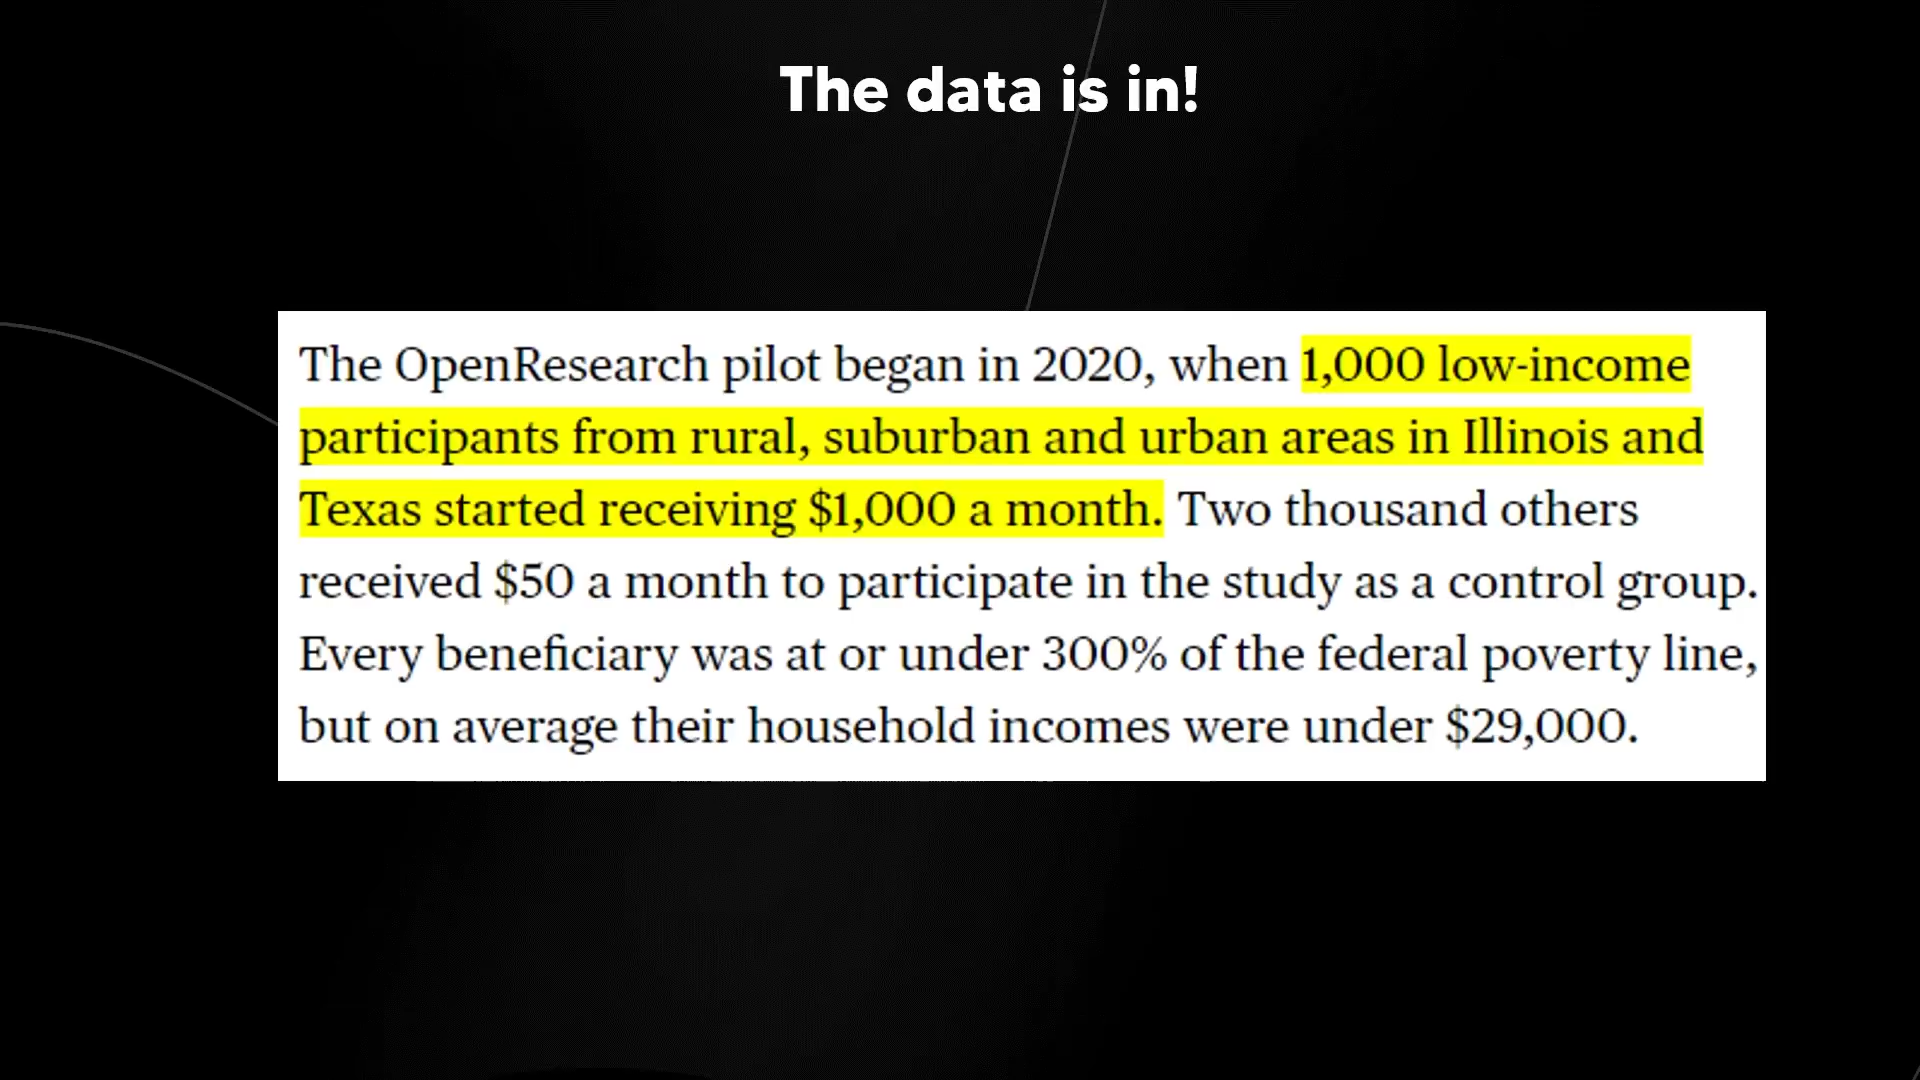 The data is in!
The OpenResearch pilot began in 2020, when 1,000 low-income
participants from rural, suburban and urban areas in Illinois and
Texas started receiving $1,000 a month. Two thousand others
received $50 a month to participate in the study as a control group.
Every beneficiary was at or under 300% of the federal poverty line,
but on average their household incomes were under $29,000.